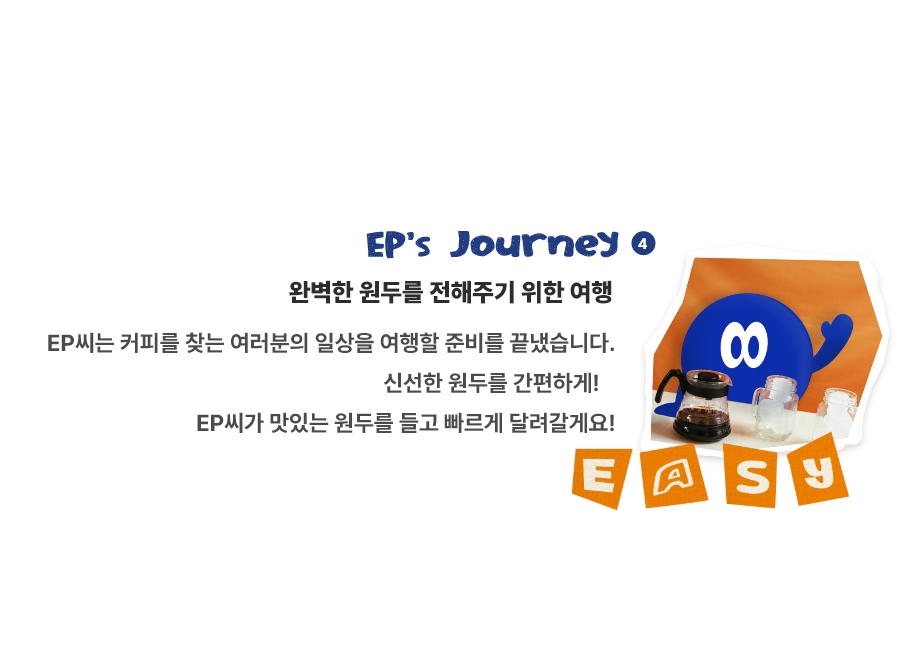 EP's Journey 4
완벽한 원두를 전해주기 위한 여행
EP씨는 커피를 찾는 여러분의 일상을 여행할 준비를 끝냈습니다.
신선한 원두를 간편하게!
EP씨가 맛있는 원두를 들고 빠르게 달려갈게요!
EASY